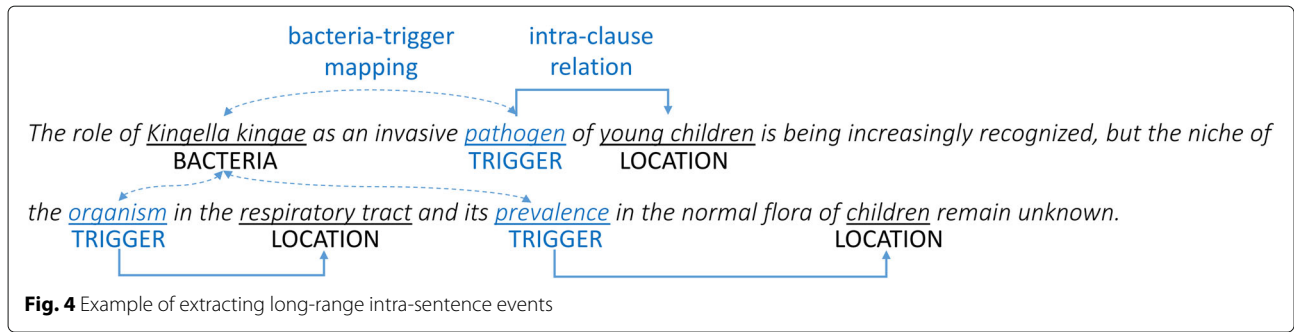 bacteria-trigger intra-clause
mapping relation
The role of Kingella kingae as an invasive pathogen of young children is being increasingly recognized, but the niche of
BACTERIA TRIGGER LOCATION
the organism in the respiratory tract and its prevalence in the normal flora of children remain unknown.
TRIGGER LOCATION TRIGGER LOCATION
Fig. 4 Example of extracting long-range intra-sentence events